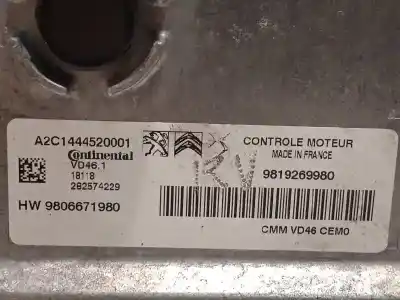 A2C1444520001
Continental
VD46.1
18118
282574229
HW 9806671980
CONTROLE MOTEUR
MADE IN FRANCE
9819269980
CMM VD46 CEM0